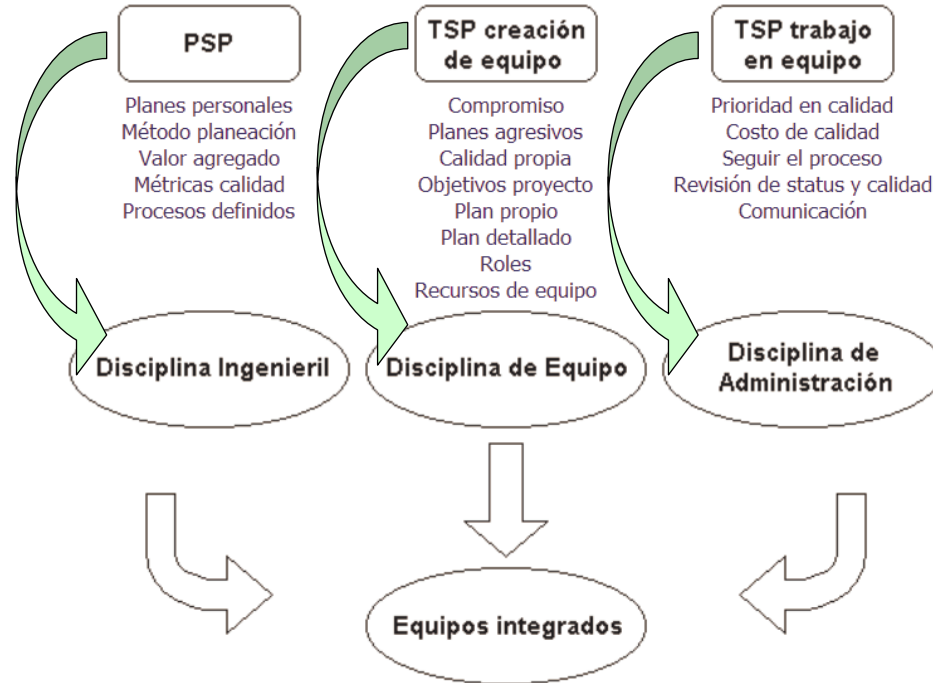 PSP
Planes personales
Método planeación
Valor agregado
Métricas calidad
Procesos definidos
Disciplina Ingenieril
TSP creación
de equipo
Compromiso
Planes agresivos
Calidad propia
Objetivos proyecto
Plan propio
Plan detallado
Roles
Recursos de equipo
Disciplina de Equipo
TSP trabajo
en equipo
Prioridad en calidad
Costo de calidad
Seguir el proceso
Revisión de status y calidad
Comunicación
Disciplina de
Administración
Equipos integrados